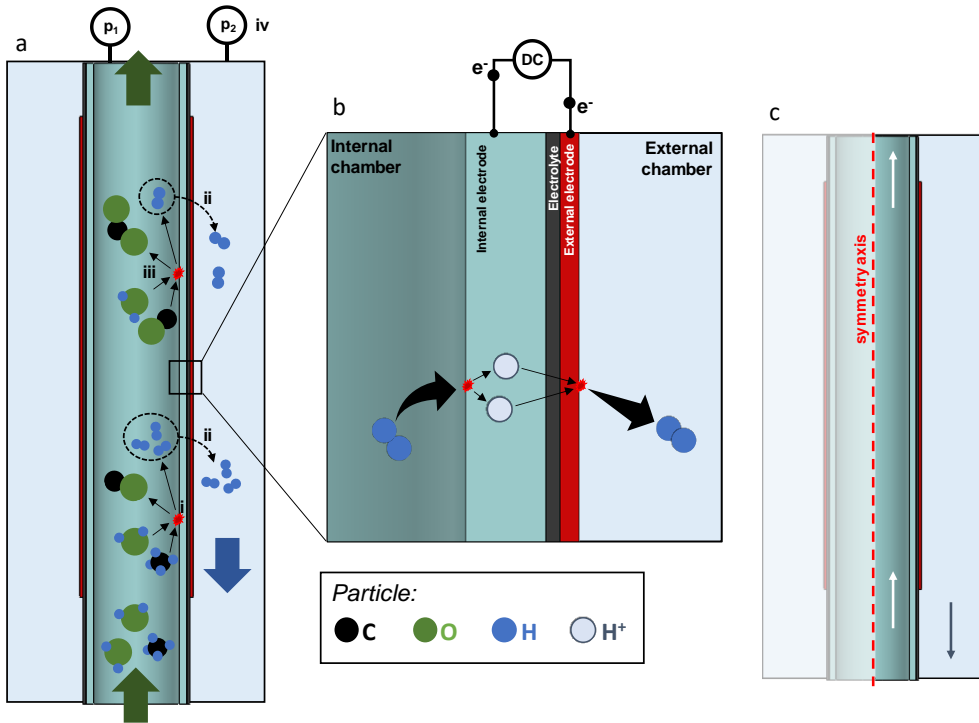 a
p1
p2
iv
ii
iii
ii
i
b
DC
e-
e-
Internal
chamber
Internal electrode
Electrolyte
External electrode
External
chamber
Particle:
C
O
H
H+
c
symmetry axis